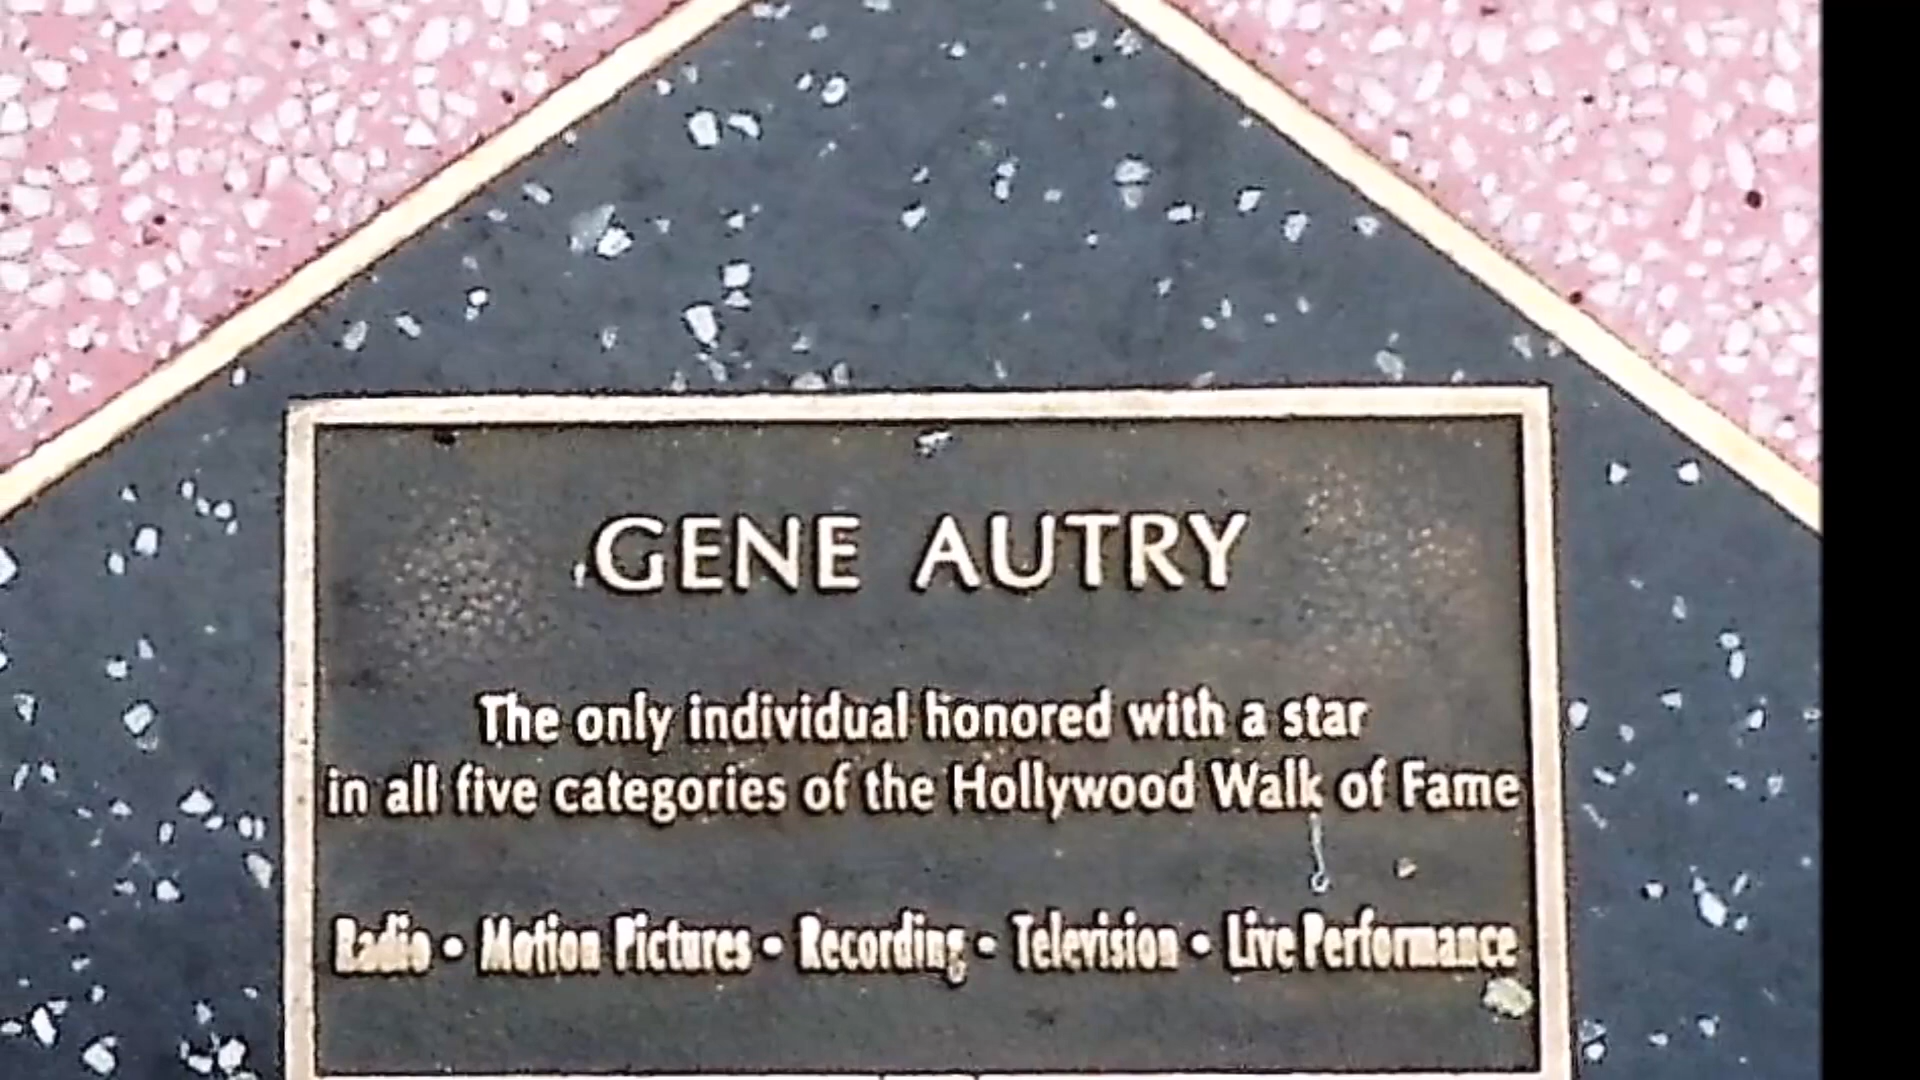 GENE AUTRY
The only individual honored with a star
in all five categories of the Hollywood Walk of Fame
Radio • Motion Pictures • Recording • Television • Live Performance